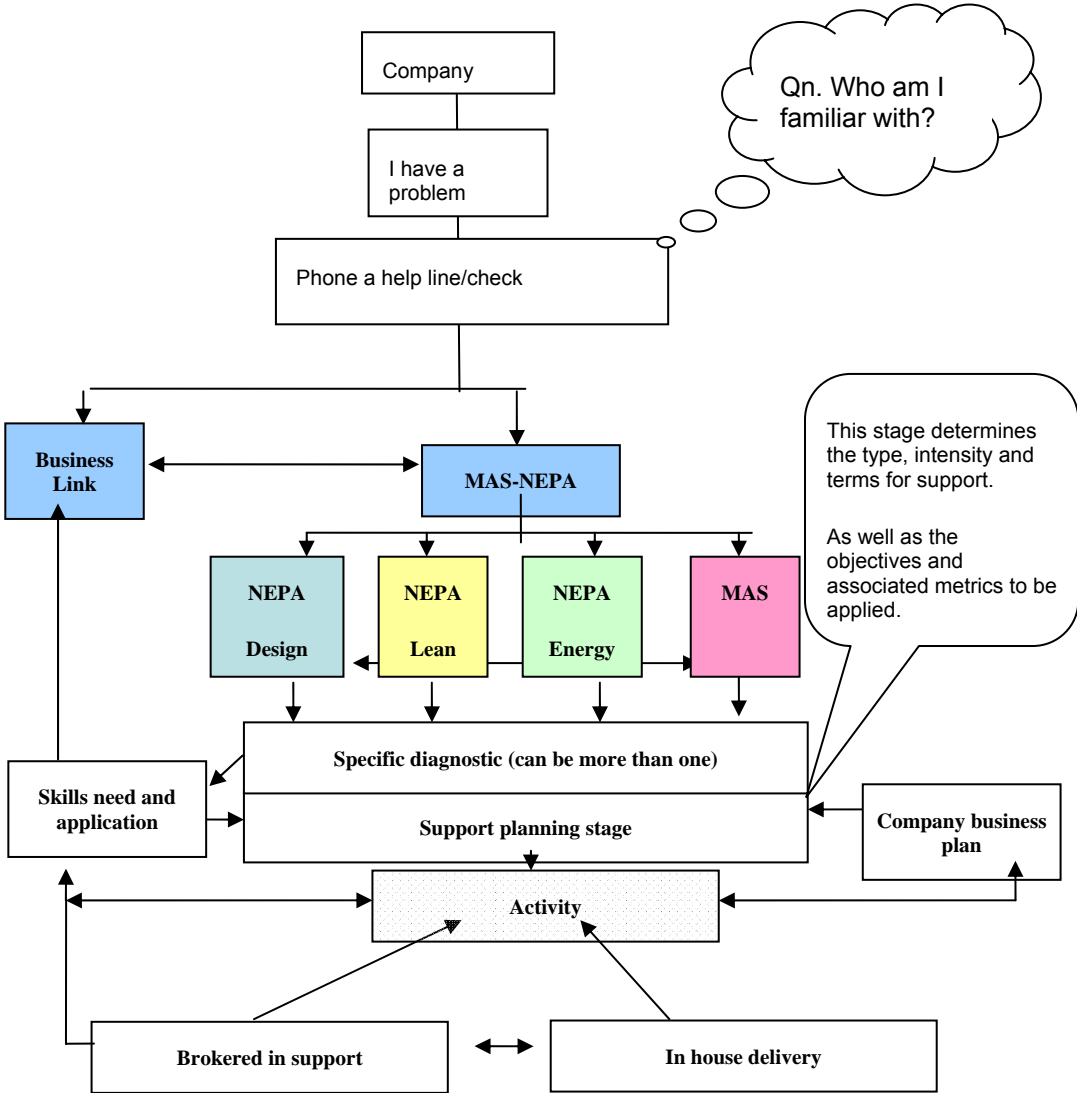 Company
Qn. Who am I
familiar with?
I have a
problem
Phone a help line/check
Business
Link
MAS-NEPA
This stage determines
the type, intensity and
terms for support.
As well as the
objectives and
associated metrics to be
applied.
NEPA
Design
NEPA
Lean
NEPA
Energy
MAS
Specific diagnostic (can be more than one)
Skills need and
application
Support planning stage
Company business
plan
Activity
Brokered in support
In house delivery